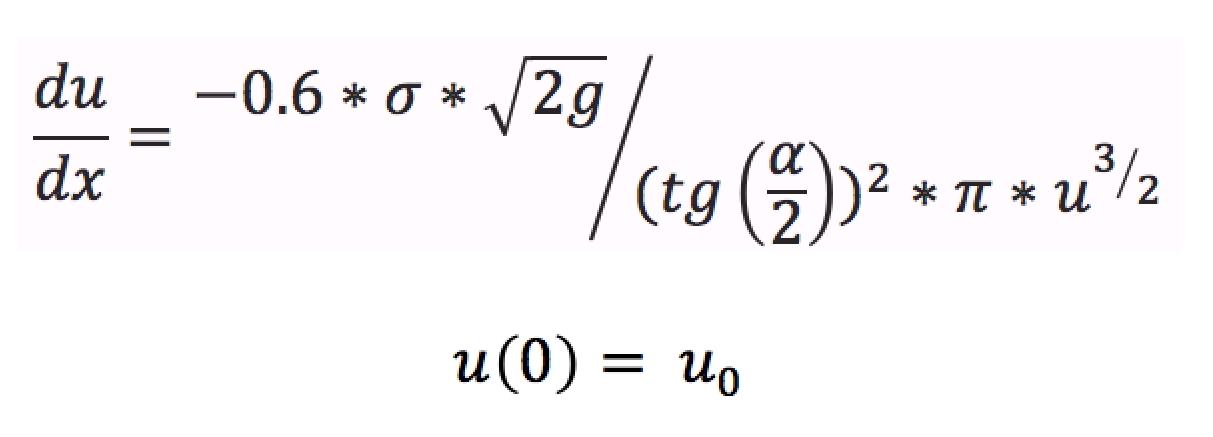 du/dx = −0.6 * σ * √2g / (tg(α/2))² * π * u^3/2
u(0) = u₀